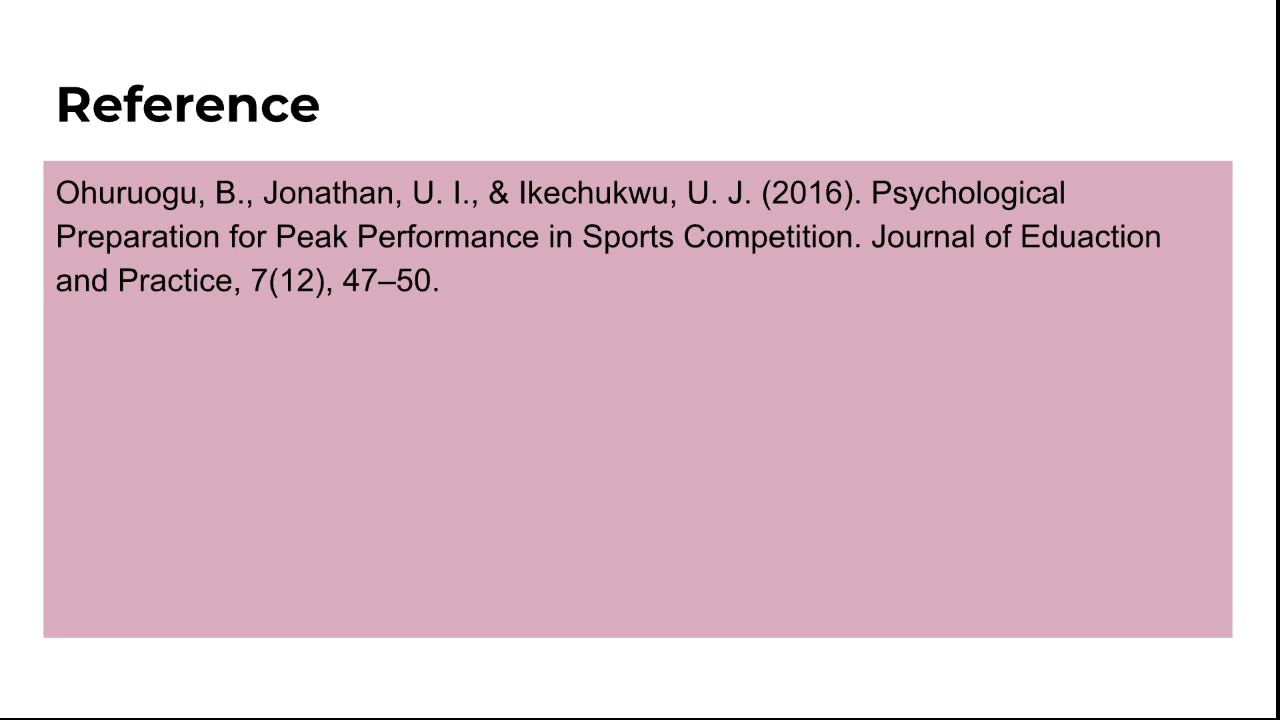 Reference
Ohuruogu, B., Jonathan, U. I., & Ikechukwu, U. J. (2016). Psychological
Preparation for Peak Performance in Sports Competition. Journal of Eduaction
and Practice, 7(12), 47–50.